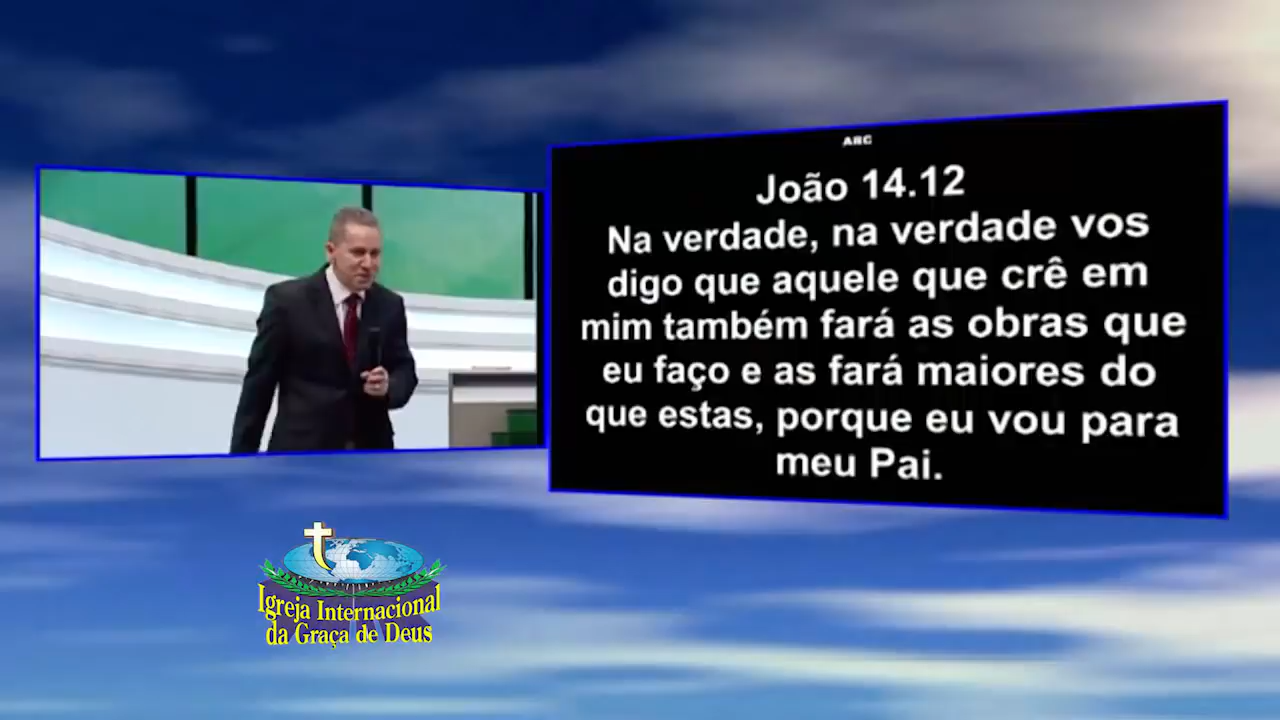 ARC
João 14.12
Na verdade, na verdade vos
digo que aquele que crê em
mim também fará as obras que
eu faço e as fará maiores do
que estas, porque eu vou para
meu Pai.
Igreja Internacional
da Graça de Deus